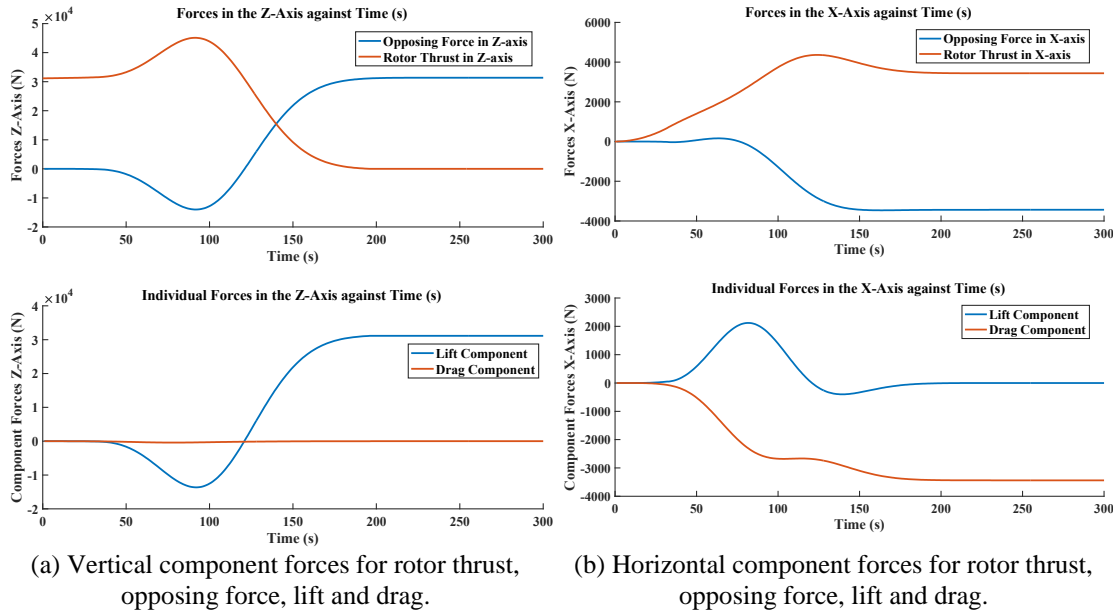 Forces in the Z-Axis against Time (s)
×10⁴
5
4
3
2
1
0
-1
-2
Forces Z-Axis (N)
Opposing Force in Z-axis
Rotor Thrust in Z-axis
0 50 100 150 200 250 300
Time (s)
Individual Forces in the Z-Axis against Time (s)
×10⁴
4
3
2
1
0
-1
-2
Component Forces Z-Axis (N)
Lift Component
Drag Component
0 50 100 150 200 250 300
Time (s)
(a) Vertical component forces for rotor thrust,
opposing force, lift and drag.
Forces in the X-Axis against Time (s)
6000
4000
2000
0
-2000
-4000
Forces X-Axis (N)
Opposing Force in X-axis
Rotor Thrust in X-axis
0 50 100 150 200 250 300
Time (s)
Individual Forces in the X-Axis against Time (s)
3000
2000
1000
0
-1000
-2000
-3000
-4000
Component Forces X-Axis (N)
Lift Component
Drag Component
0 50 100 150 200 250 300
Time (s)
(b) Horizontal component forces for rotor thrust,
opposing force, lift and drag.